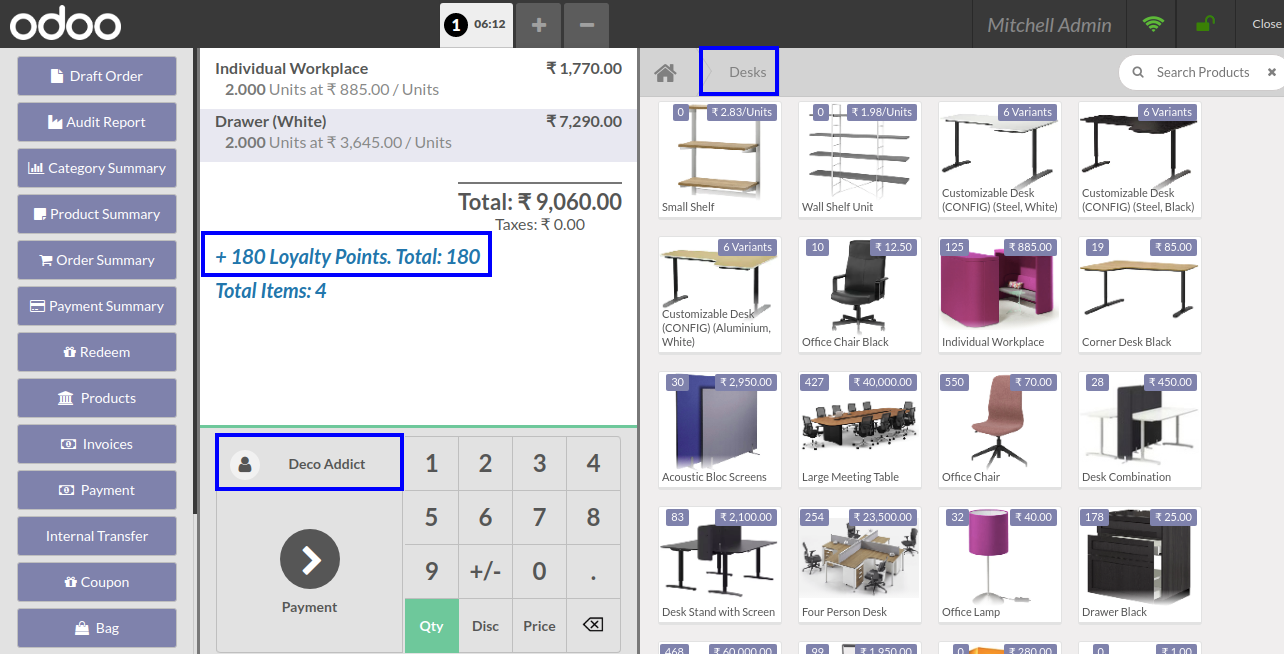 odoo
1 06:12
Mitchell Admin
Close
Draft Order
Audit Report
Category Summary
Product Summary
Order Summary
Payment Summary
Redeem
Products
Invoices
Payment
Internal Transfer
Coupon
Bag
Individual Workplace ₹ 1,770.00
2.000 Units at ₹ 885.00 / Units
Drawer (White) ₹ 7,290.00
2.000 Units at ₹ 3,645.00 / Units
Total: ₹ 9,060.00
Taxes: ₹ 0.00
+ 180 Loyalty Points. Total: 180
Total Items: 4
Deco Addict
Payment
1 2 3 4
5 6 7 8
9 +/- 0 .
Qty Disc Price
Desks
Search Products
0 ₹ 2.83/Units
Small Shelf
0 ₹ 1.98/Units
Wall Shelf Unit
6 Variants
Customizable Desk
(CONFIG) (Steel, White)
6 Variants
Customizable Desk
(CONFIG) (Steel, Black)
6 Variants
Customizable Desk
(CONFIG) (Aluminium,
White)
10 ₹ 12.50
Office Chair Black
125 ₹ 885.00
Individual Workplace
19 ₹ 85.00
Corner Desk Black
30 ₹ 2,950.00
Acoustic Bloc Screens
427 ₹ 40,000.00
Large Meeting Table
550 ₹ 70.00
Office Chair
28 ₹ 450.00
Desk Combination
83 ₹ 2,100.00
Desk Stand with Screen
254 ₹ 23,500.00
Four Person Desk
32 ₹ 40.00
Office Lamp
178 ₹ 25.00
Drawer Black
468 ₹ 60,000.00
99 ₹ 1,950.00
0 ₹ 280.00
0 ₹ 1.00